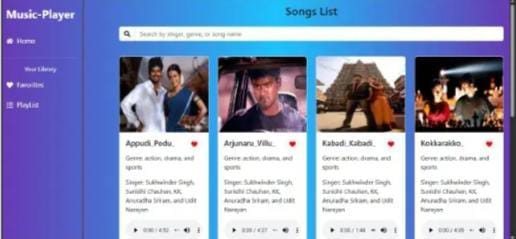 Music-Player
Home
Your Library
Favorites
PlayList
Songs List
Search by singer, genre, or song name
Appudi_Podu_
Genre: action, drama, and
sports
Singer: Sukhwinder Singh,
Sunidhi Chauhan, KK,
Anuradha Sriram, and Udit
Narayan
0:00 / 4:52
Arjunaru_Villu_
Genre: action, drama, and
sports
Singer: Sukhwinder Singh,
Sunidhi Chauhan, KK,
Anuradha Sriram, and Udit
Narayan
0:00 / 4:27
Kabadi_Kabadi_
Genre: action, drama, and
sports
Singer: Sukhwinder Singh,
Sunidhi Chauhan, KK,
Anuradha Sriram, and Udit
Narayan
0:00 / 1:44
Kokkarakko_
Genre: action, drama, and
sports
Singer: Sukhwinder Singh,
Sunidhi Chauhan, KK,
Anuradha Sriram, and Udit
Narayan
0:00 / 4:09